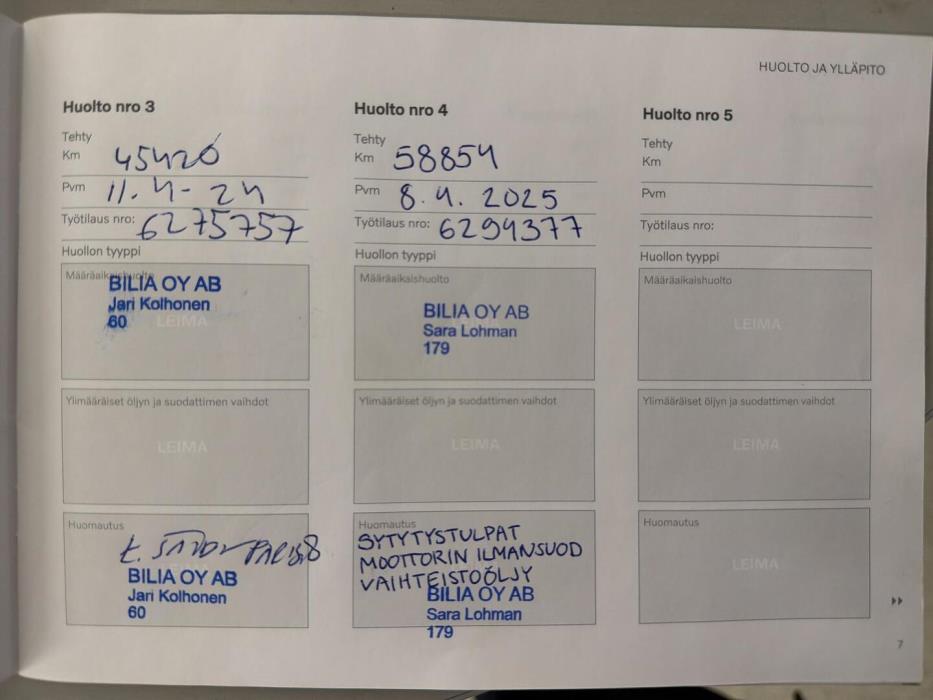 HUOLTO JA YLLÄPITO
Huolto nro 3
Tehty
Km 45420
Pvm 11.4-24
Työtilaus nro: 6275757
Huollon tyyppi
Määräaikaishuolto
BILIA OY AB
Jari Kolhonen
60
LEIMA
Ylimääräiset öljyn ja suodattimen vaihdot
LEIMA
Huomautus
BILIA OY AB
Jari Kolhonen
60
Huolto nro 4
Tehty
Km 58854
Pvm 8.4.2025
Työtilaus nro: 6294377
Huollon tyyppi
Määräaikaishuolto
BILIA OY AB
LEIMA
Sara Lohman
179
Ylimääräiset öljyn ja suodattimen vaihdot
LEIMA
Huomautus
SYTYTYSTULPAT
MOOTTORIN ILMANSUOD
VAIHTEISTOÖLJY
BILIA OY AB
Sara Lohman
179
Huolto nro 5
Tehty
Km
Pvm
Työtilaus nro:
Huollon tyyppi
Määräaikaishuolto
LEIMA
Ylimääräiset öljyn ja suodattimen vaihdot
LEIMA
Huomautus
LEIMA
7